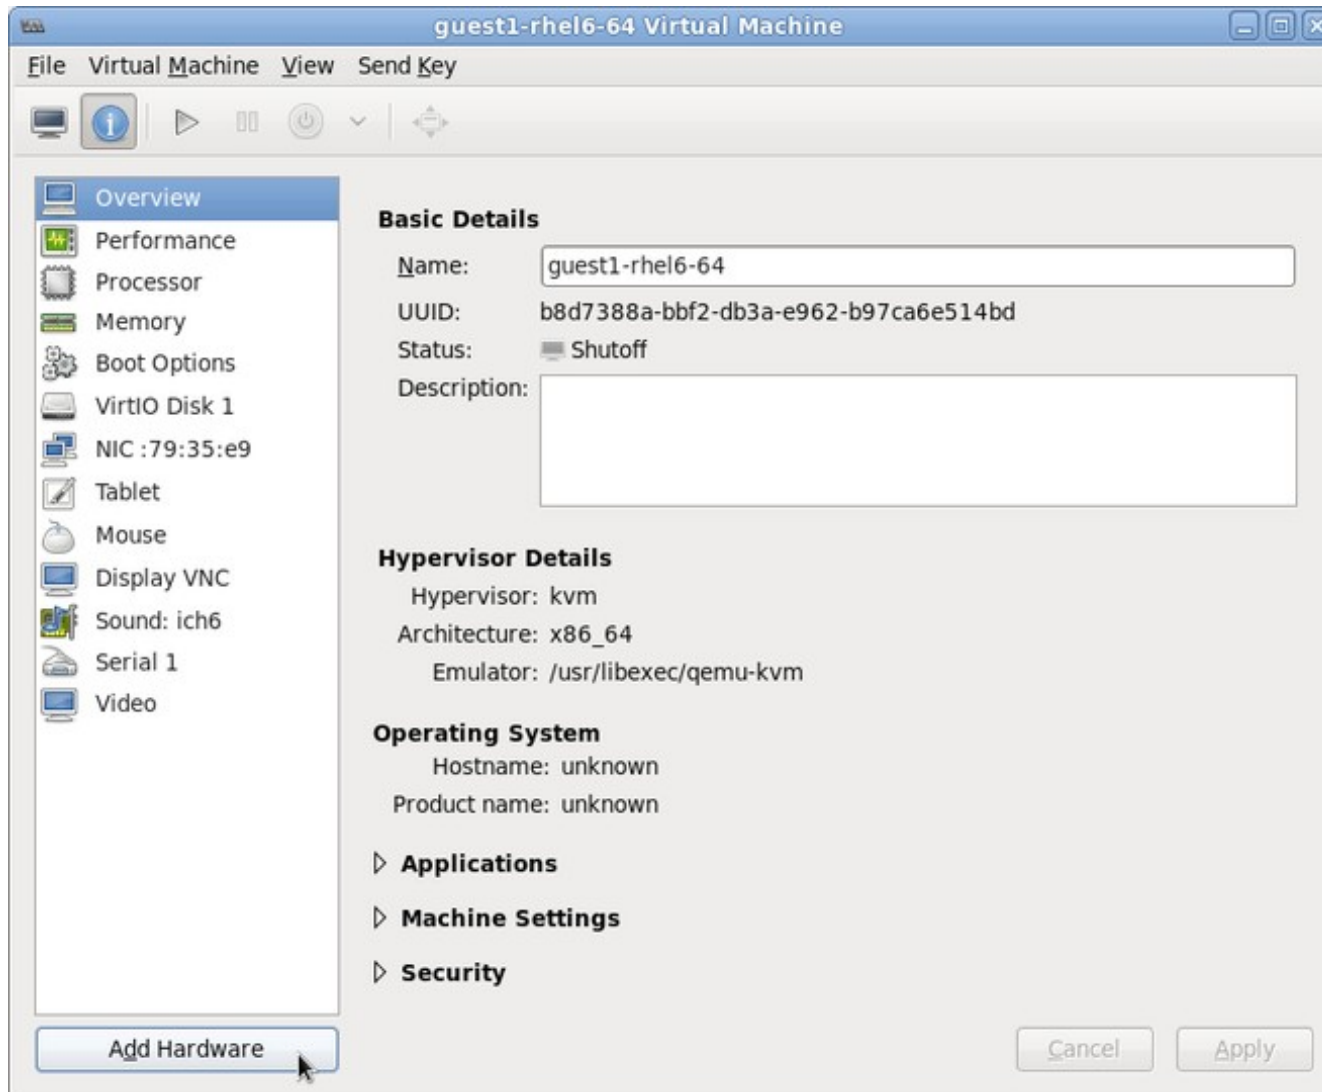 guest1-rhel6-64 Virtual Machine
File Virtual Machine View Send Key
Overview
Performance
Processor
Memory
Boot Options
VirtIO Disk 1
NIC :79:35:e9
Tablet
Mouse
Display VNC
Sound: ich6
Serial 1
Video
Add Hardware
Basic Details
Name: guest1-rhel6-64
UUID: b8d7388a-bbf2-db3a-e962-b97ca6e514bd
Status: Shutoff
Description:
Hypervisor Details
Hypervisor: kvm
Architecture: x86_64
Emulator: /usr/libexec/qemu-kvm
Operating System
Hostname: unknown
Product name: unknown
Applications
Machine Settings
Security
Cancel Apply